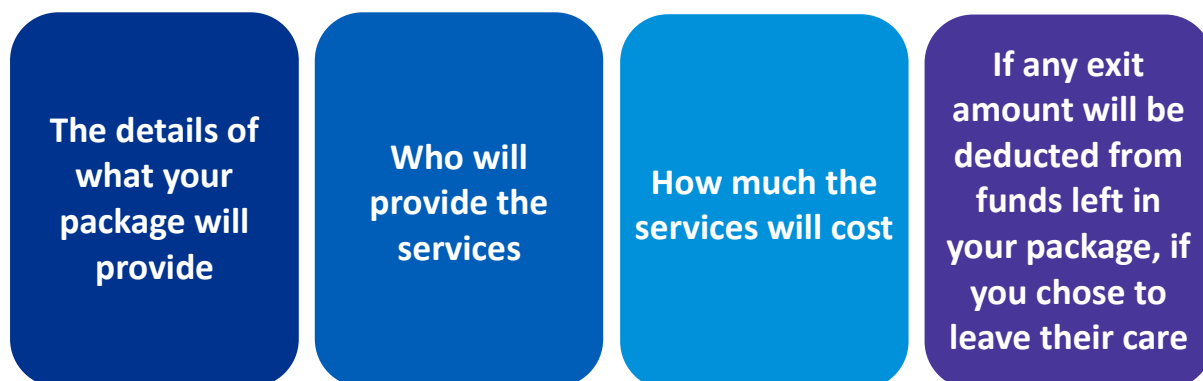 The details of
what your
package will
provide
Who will
provide the
services
How much the
services will cost
If any exit
amount will be
deducted from
funds left in
your package, if
you chose to
leave their care